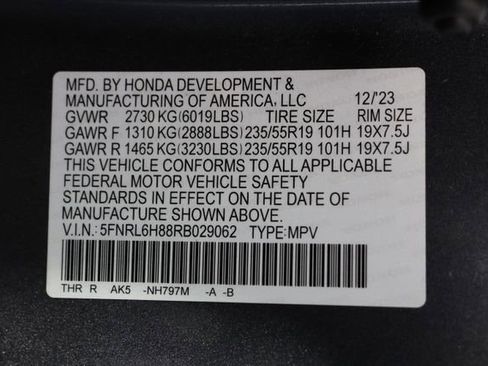 MFD. BY HONDA DEVELOPMENT &
MANUFACTURING OF AMERICA, LLC 12/'23
GVWR 2730 KG(6019LBS) TIRE SIZE RIM SIZE
GAWR F 1310 KG(2888LBS) 235/55R19 101H 19X7.5J
GAWR R 1465 KG(3230LBS) 235/55R19 101H 19X7.5J
THIS VEHICLE CONFORMS TO ALL APPLICABLE
FEDERAL MOTOR VEHICLE SAFETY
STANDARDS IN EFFECT ON THE DATE OF
MANUFACTURE SHOWN ABOVE.
V.I.N.: 5FNRL6H88RB029062 TYPE:MPV
THR R AK5 -NH797M -A -B